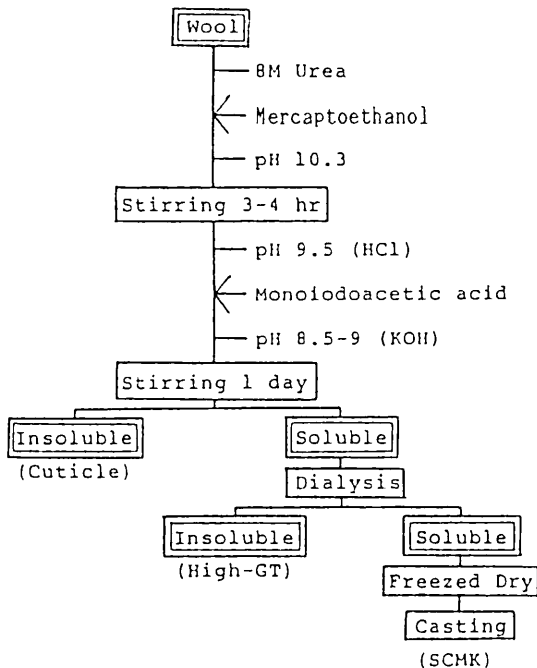 Wool
8M Urea
Mercaptoethanol
pH 10.3
Stirring 3-4 hr
pH 9.5 (HCl)
Monoiodoacetic acid
pH 8.5-9 (KOH)
Stirring 1 day
Insoluble
Soluble
(Cuticle)
Dialysis
Insoluble
Soluble
(High-GT)
Freezed Dry
Casting
(SCMK)